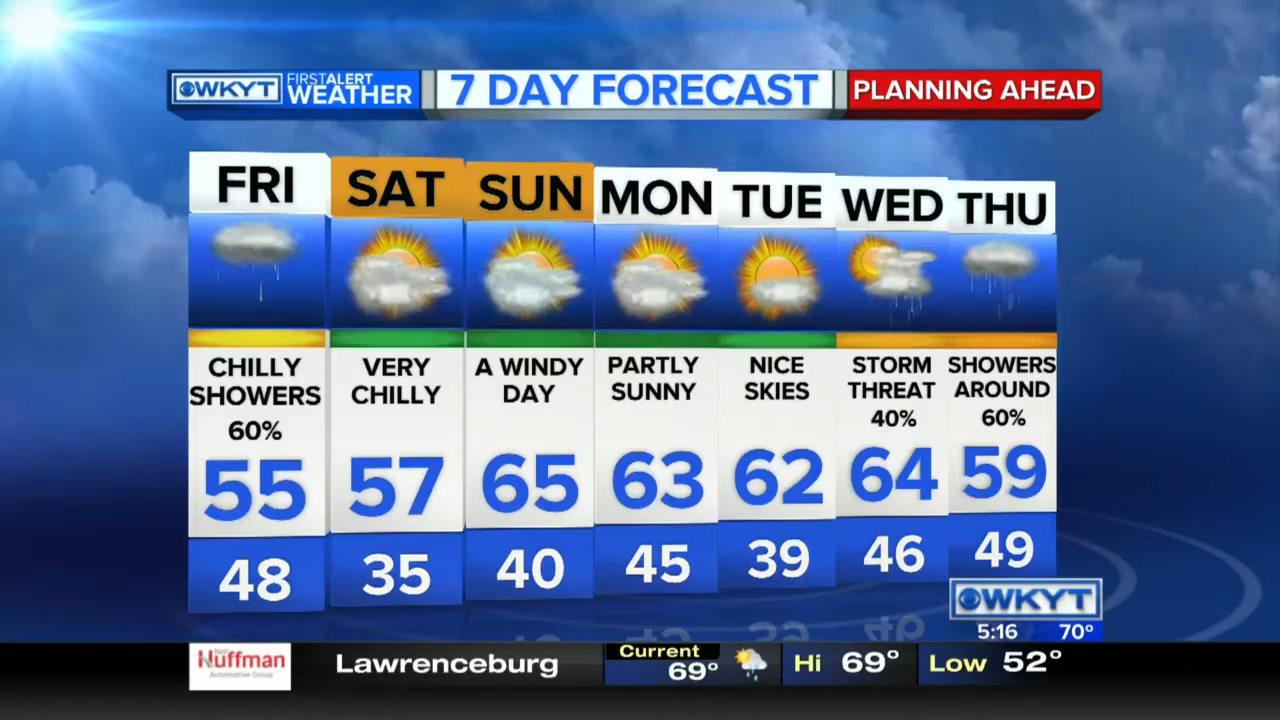 WKYT FIRST ALERT WEATHER 7 DAY FORECAST PLANNING AHEAD
FRI SAT SUN MON TUE WED THU
CHILLY SHOWERS 60%
55
48
VERY CHILLY
57
35
A WINDY DAY
65
40
PARTLY SUNNY
63
45
NICE SKIES
62
39
STORM THREAT 40%
64
46
SHOWERS AROUND 60%
59
49
WKYT
5:16 70°
Huffman
Automotive Group
Lawrenceburg Current 69° Hi 69° Low 52°